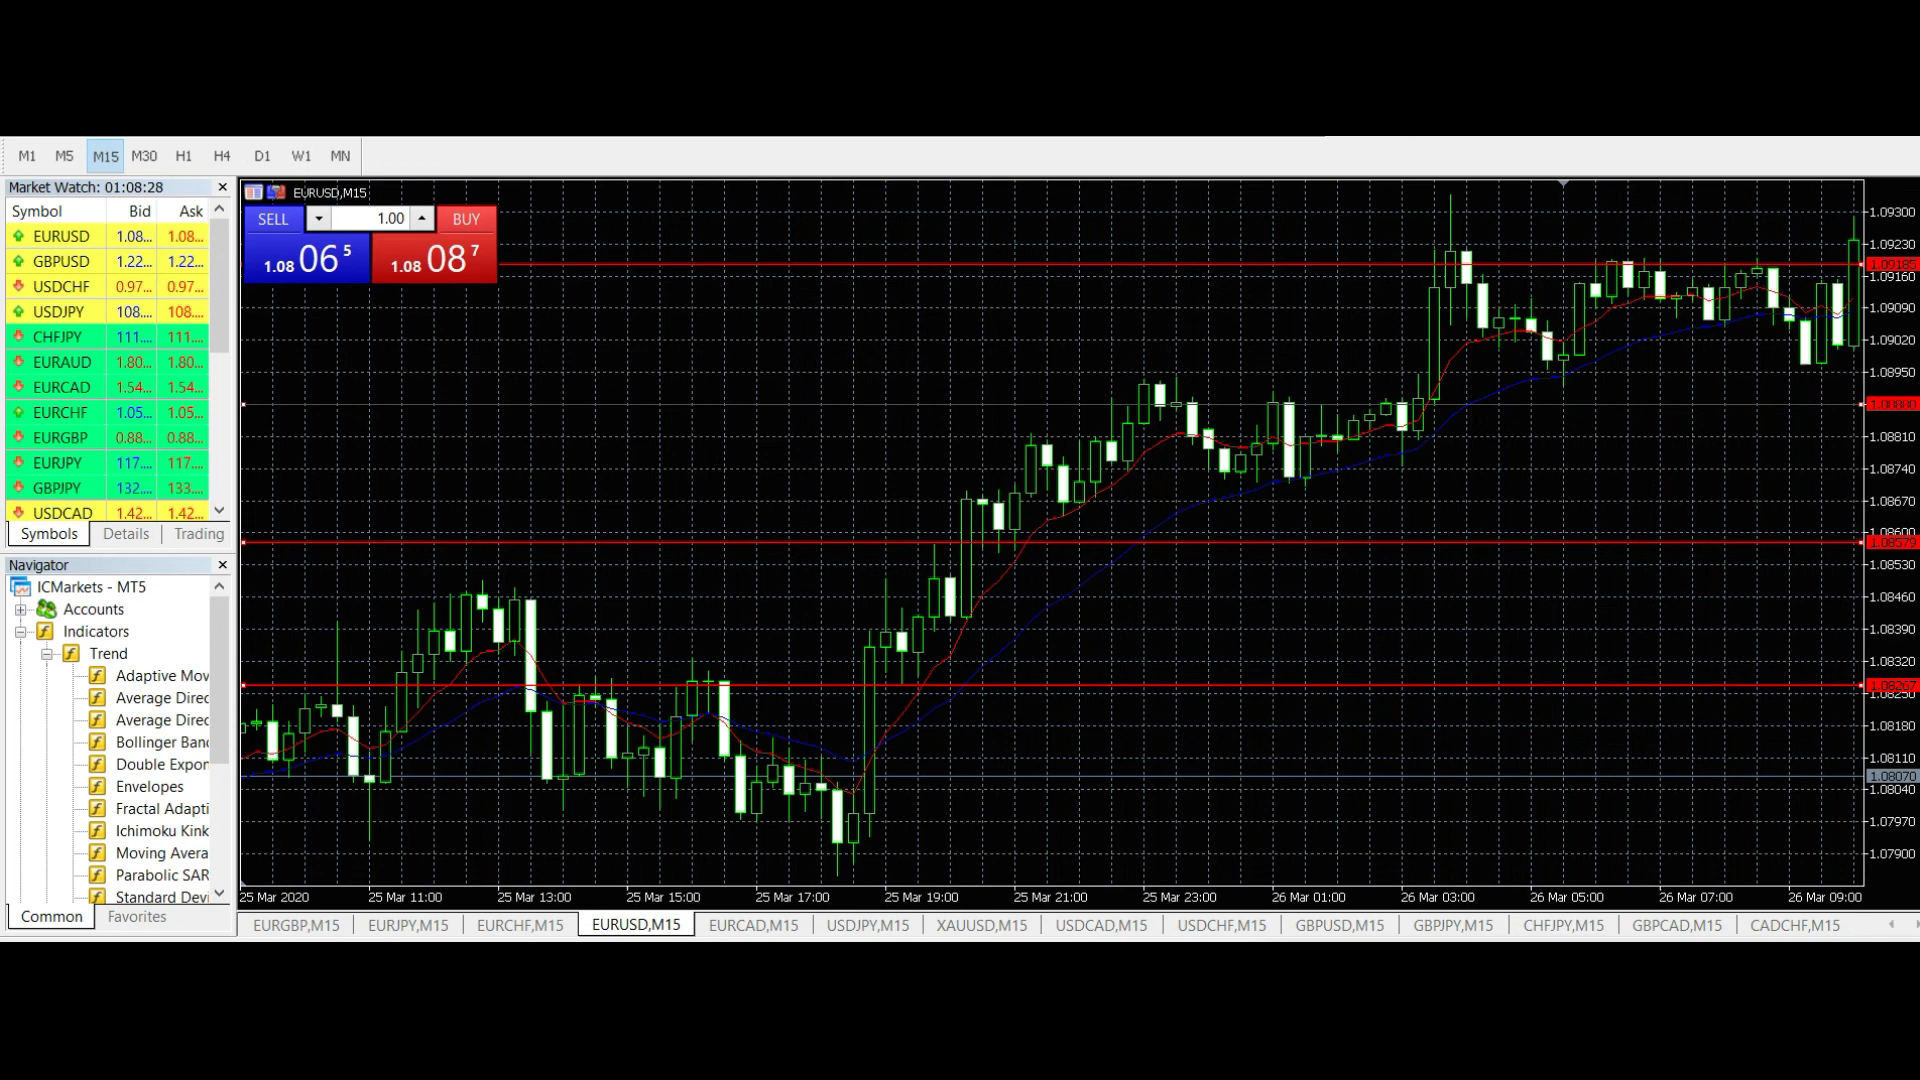 M1 M5 M15 M30 H1 H4 D1 W1 MN
Market Watch: 01:08:28
Symbol Bid Ask
EURUSD 1.08... 1.08...
GBPUSD 1.22... 1.22...
USDCHF 0.97... 0.97...
USDJPY 108.... 108....
CHFJPY 111.... 111....
EURAUD 1.80... 1.80...
EURCAD 1.54... 1.54...
EURCHF 1.05... 1.05...
EURGBP 0.88... 0.88...
EURJPY 117.... 117....
GBPJPY 132.... 133....
USDCAD 1.42... 1.42...
Symbols Details Trading
Navigator
ICMarkets - MT5
Accounts
Indicators
Trend
Adaptive Mov
Average Direc
Average Direc
Bollinger Band
Double Expon
Envelopes
Fractal Adapti
Ichimoku Kink
Moving Avera
Parabolic SAR
Standard Devi
Common Favorites
EURUSD,M15
SELL 1.00 BUY
1.08 06 5 1.08 08 7
1.09300
1.09230
1.09185
1.09160
1.09090
1.09020
1.08950
1.08880
1.08810
1.08740
1.08670
1.08600
1.08579
1.08530
1.08460
1.08390
1.08320
1.08267
1.08250
1.08180
1.08110
1.08070
1.08040
1.07970
1.07900
25 Mar 2020 25 Mar 11:00 25 Mar 13:00 25 Mar 15:00 25 Mar 17:00 25 Mar 19:00 25 Mar 21:00 25 Mar 23:00 26 Mar 01:00 26 Mar 03:00 26 Mar 05:00 26 Mar 07:00 26 Mar 09:00
EURGBP,M15 EURJPY,M15 EURCHF,M15 EURUSD,M15 EURCAD,M15 USDJPY,M15 XAUUSD,M15 USDCAD,M15 USDCHF,M15 GBPUSD,M15 GBPJPY,M15 CHFJPY,M15 GBPCAD,M15 CADCHF,M15